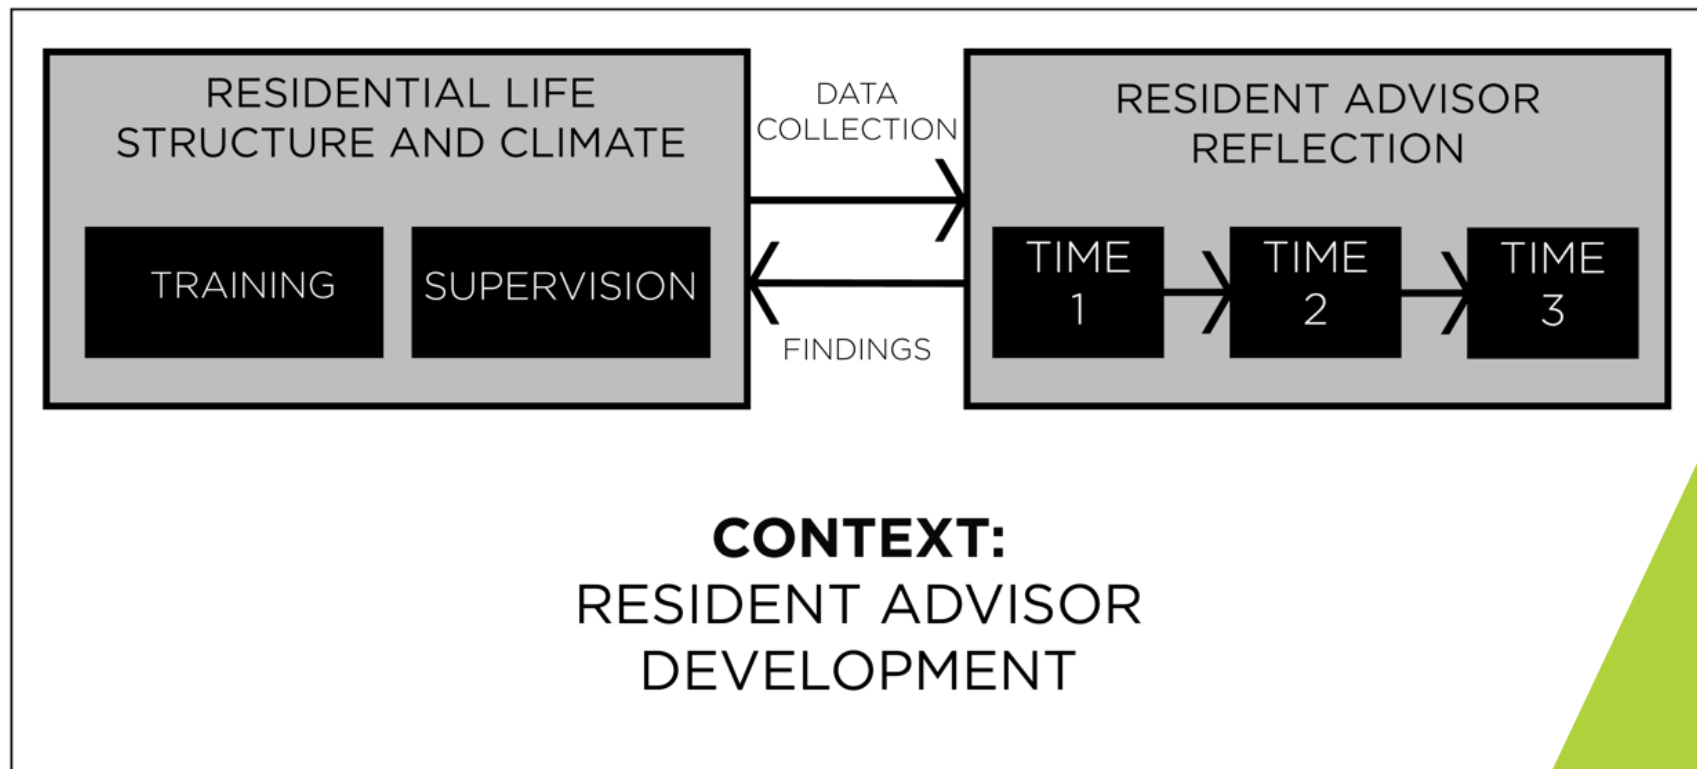 RESIDENTIAL LIFE
STRUCTURE AND CLIMATE
TRAINING
SUPERVISION
DATA
COLLECTION
FINDINGS
RESIDENT ADVISOR
REFLECTION
TIME
1
TIME
2
TIME
3
CONTEXT:
RESIDENT ADVISOR
DEVELOPMENT